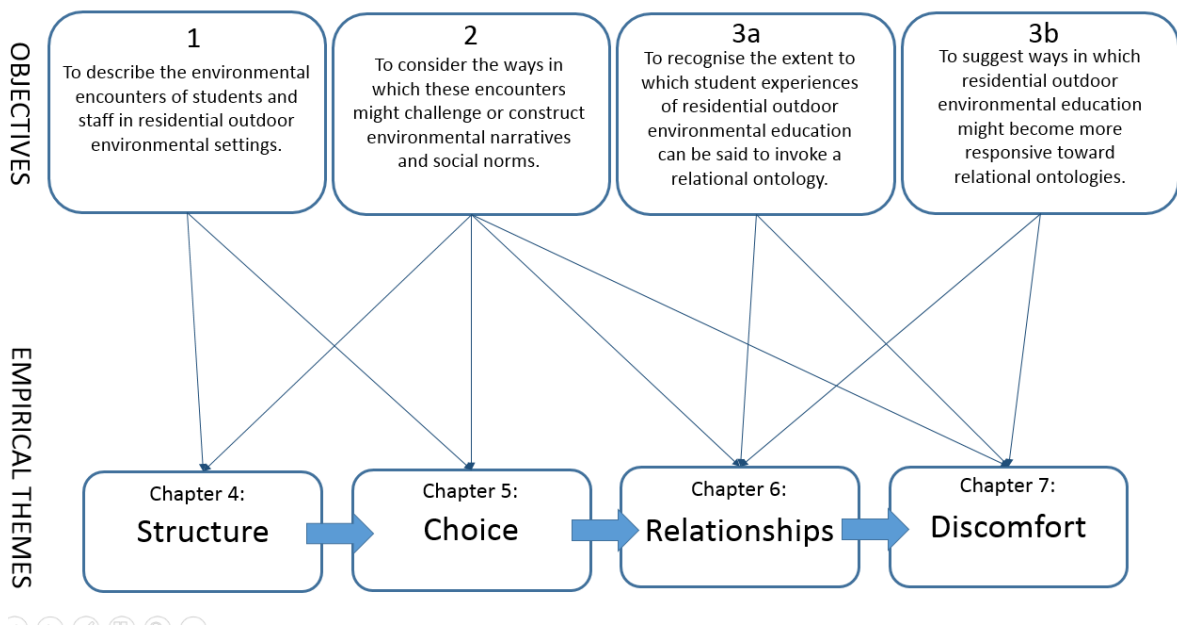 OBJECTIVES
1
To describe the environmental
encounters of students and
staff in residential outdoor
environmental settings.
2
To consider the ways in
which these encounters
might challenge or construct
environmental narratives
and social norms.
3a
To recognise the extent to
which student experiences
of residential outdoor
environmental education
can be said to invoke a
relational ontology.
3b
To suggest ways in which
residential outdoor
environmental education
might become more
responsive toward
relational ontologies.
EMPIRICAL THEMES
Chapter 4:
Structure
Chapter 5:
Choice
Chapter 6:
Relationships
Chapter 7:
Discomfort